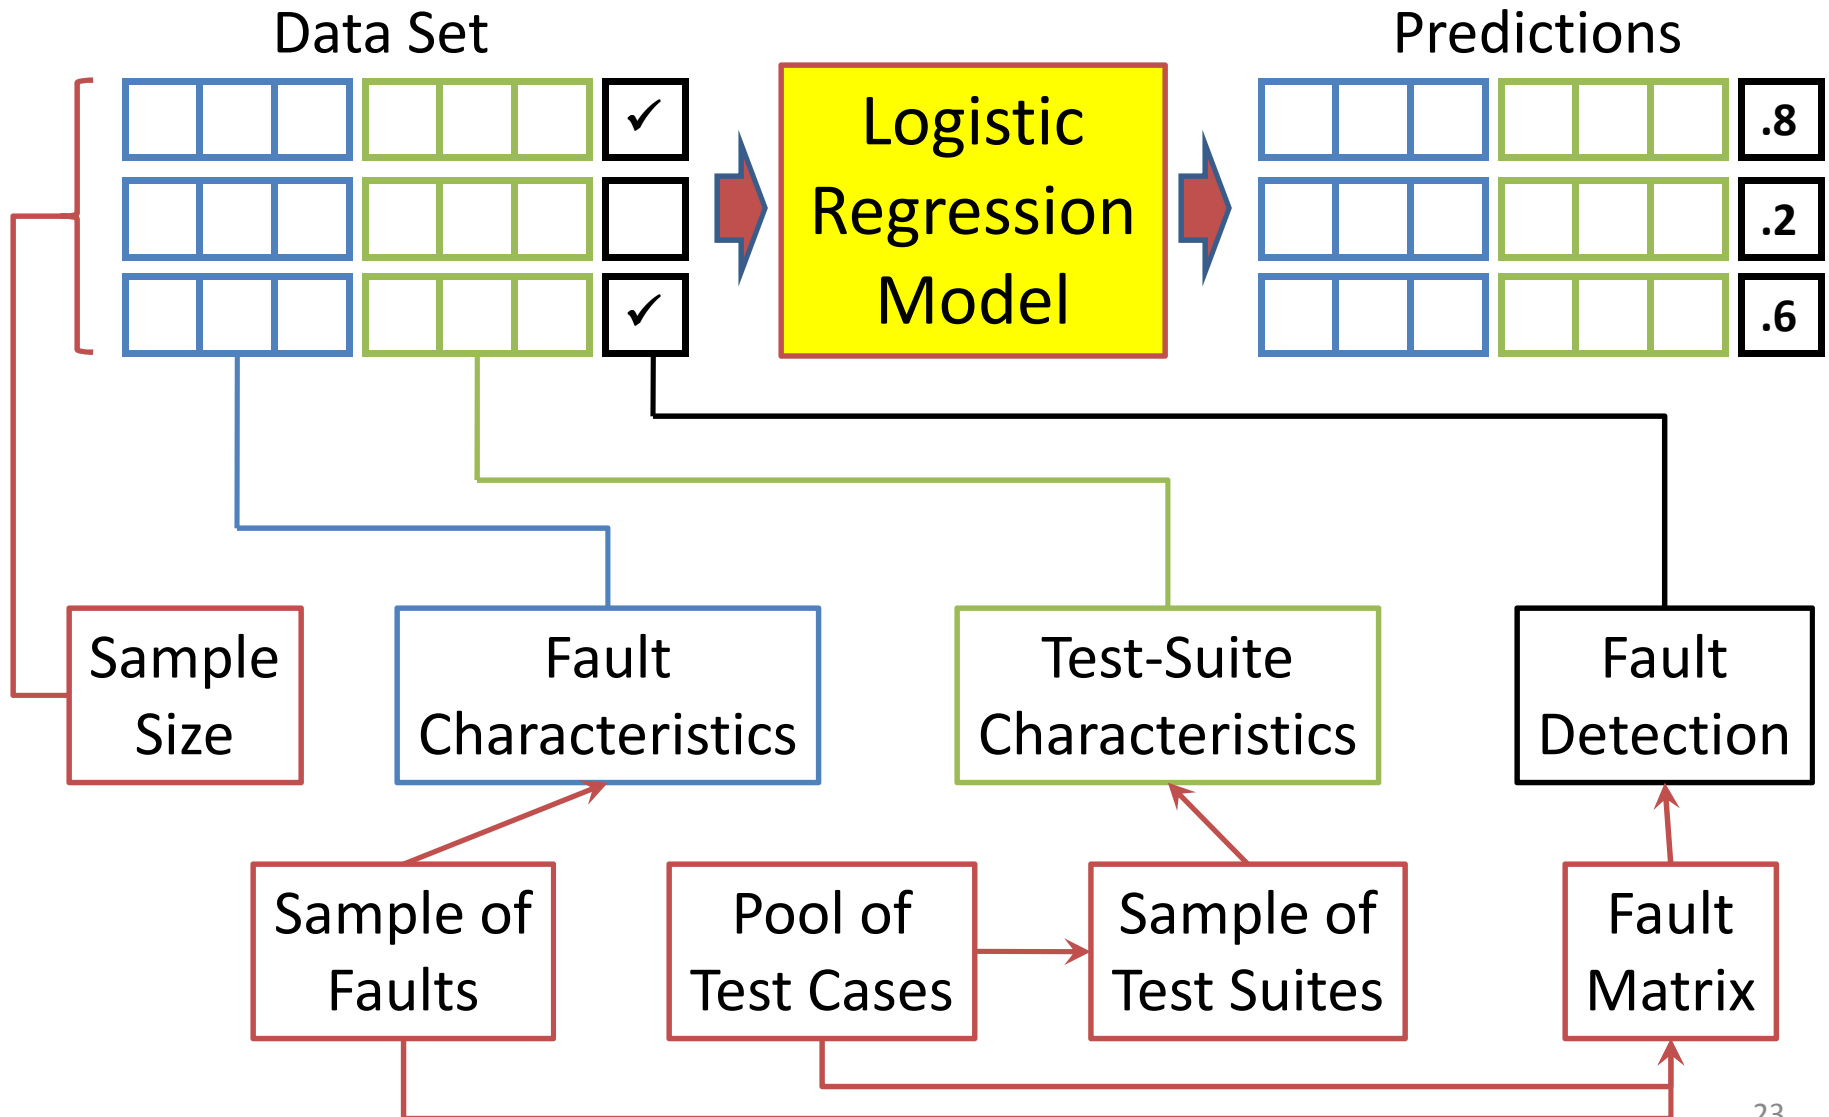 Data Set
Predictions
✓
✓
Logistic
Regression
Model
.8
.2
.6
Sample
Size
Fault
Characteristics
Test-Suite
Characteristics
Fault
Detection
Sample of
Faults
Pool of
Test Cases
Sample of
Test Suites
Fault
Matrix
23